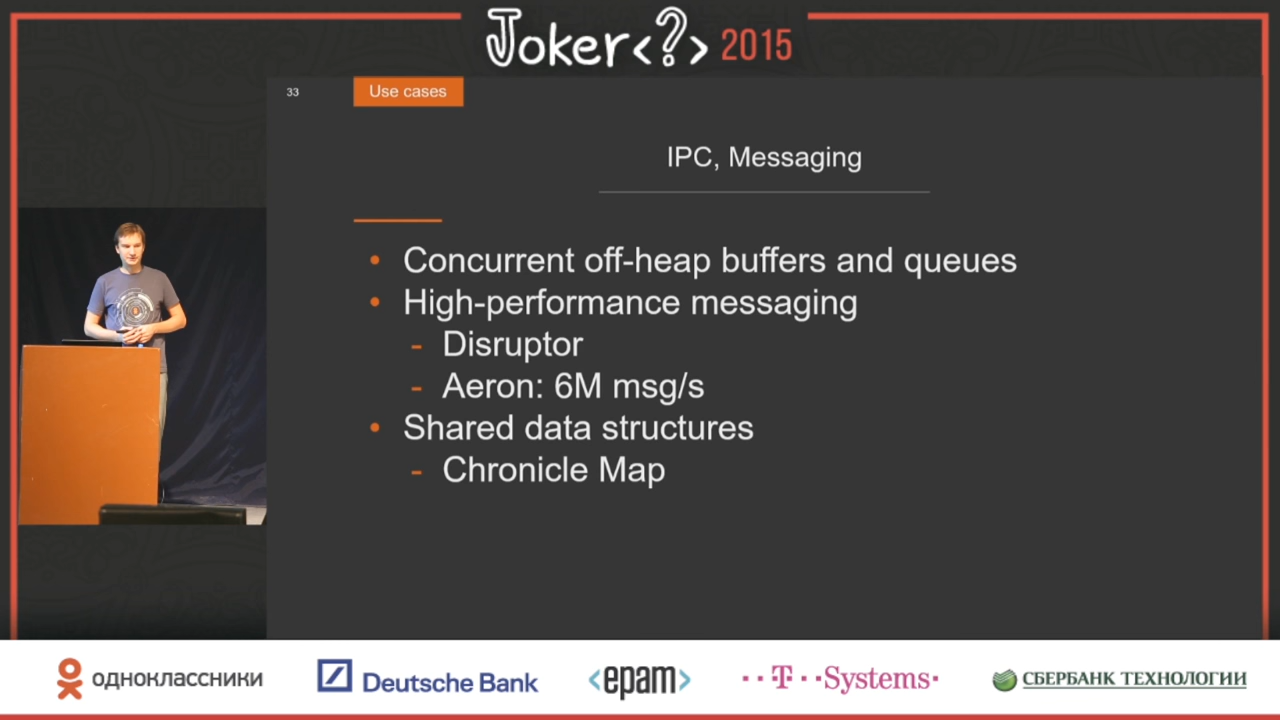 Joker<?> 2015
33
Use cases
IPC, Messaging
• Concurrent off-heap buffers and queues
• High-performance messaging
- Disruptor
- Aeron: 6M msg/s
• Shared data structures
- Chronicle Map
одноклассники
Deutsche Bank
<epam>
··T··Systems·
СБЕРБАНК ТЕХНОЛОГИИ